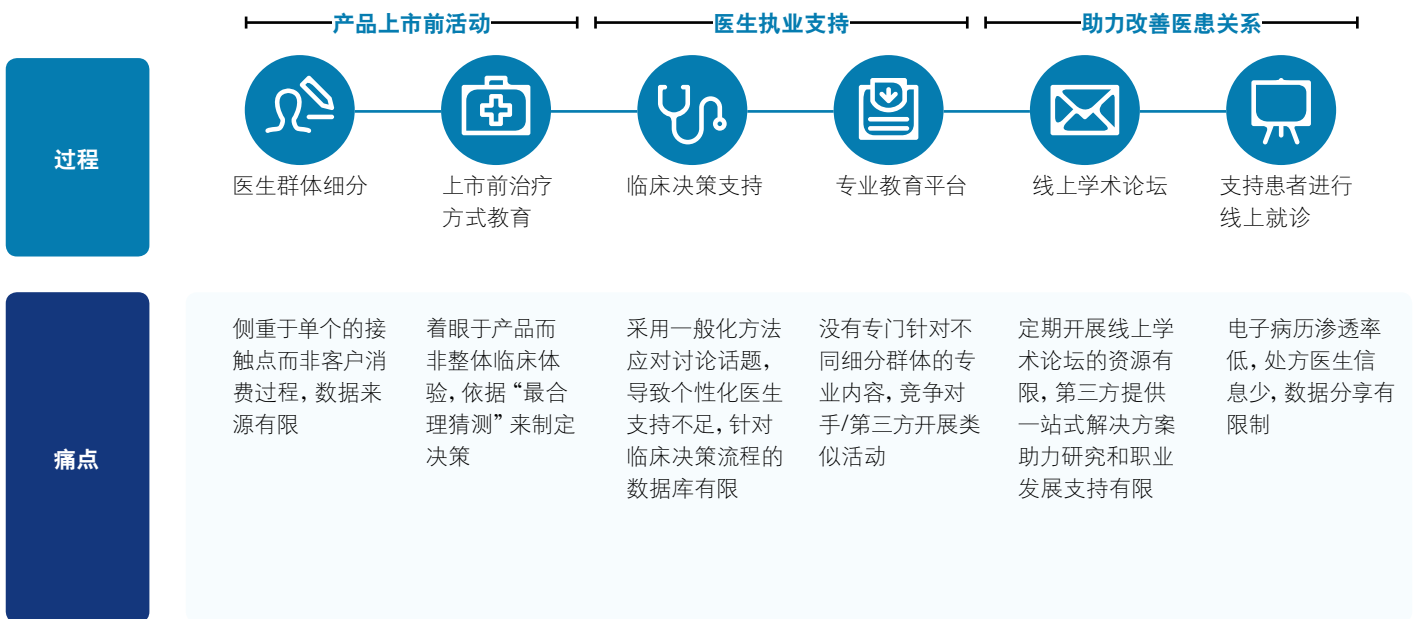 产品上市前活动
医生执业支持
助力改善医患关系
过程
医生群体细分
上市前治疗
方式教育
临床决策支持
专业教育平台
线上学术论坛
支持患者进行
线上就诊
痛点
侧重于单个的接
触点而非客户消
费过程，数据来
源有限
着眼于产品而
非整体临床体
验，依据“最合
理猜测”来制定
决策
采用一般化方法
应对讨论话题，
导致个性化医生
支持不足，针对
临床决策流程的
数据库有限
没有专门针对不
同细分群体的专
业内容，竞争对
手/第三方开展类
似活动
定期开展线上学
术论坛的资源有
限，第三方提供
一站式解决方案
助力研究和职业
发展支持有限
电子病历渗透率
低，处方医生信
息少，数据分享有
限制